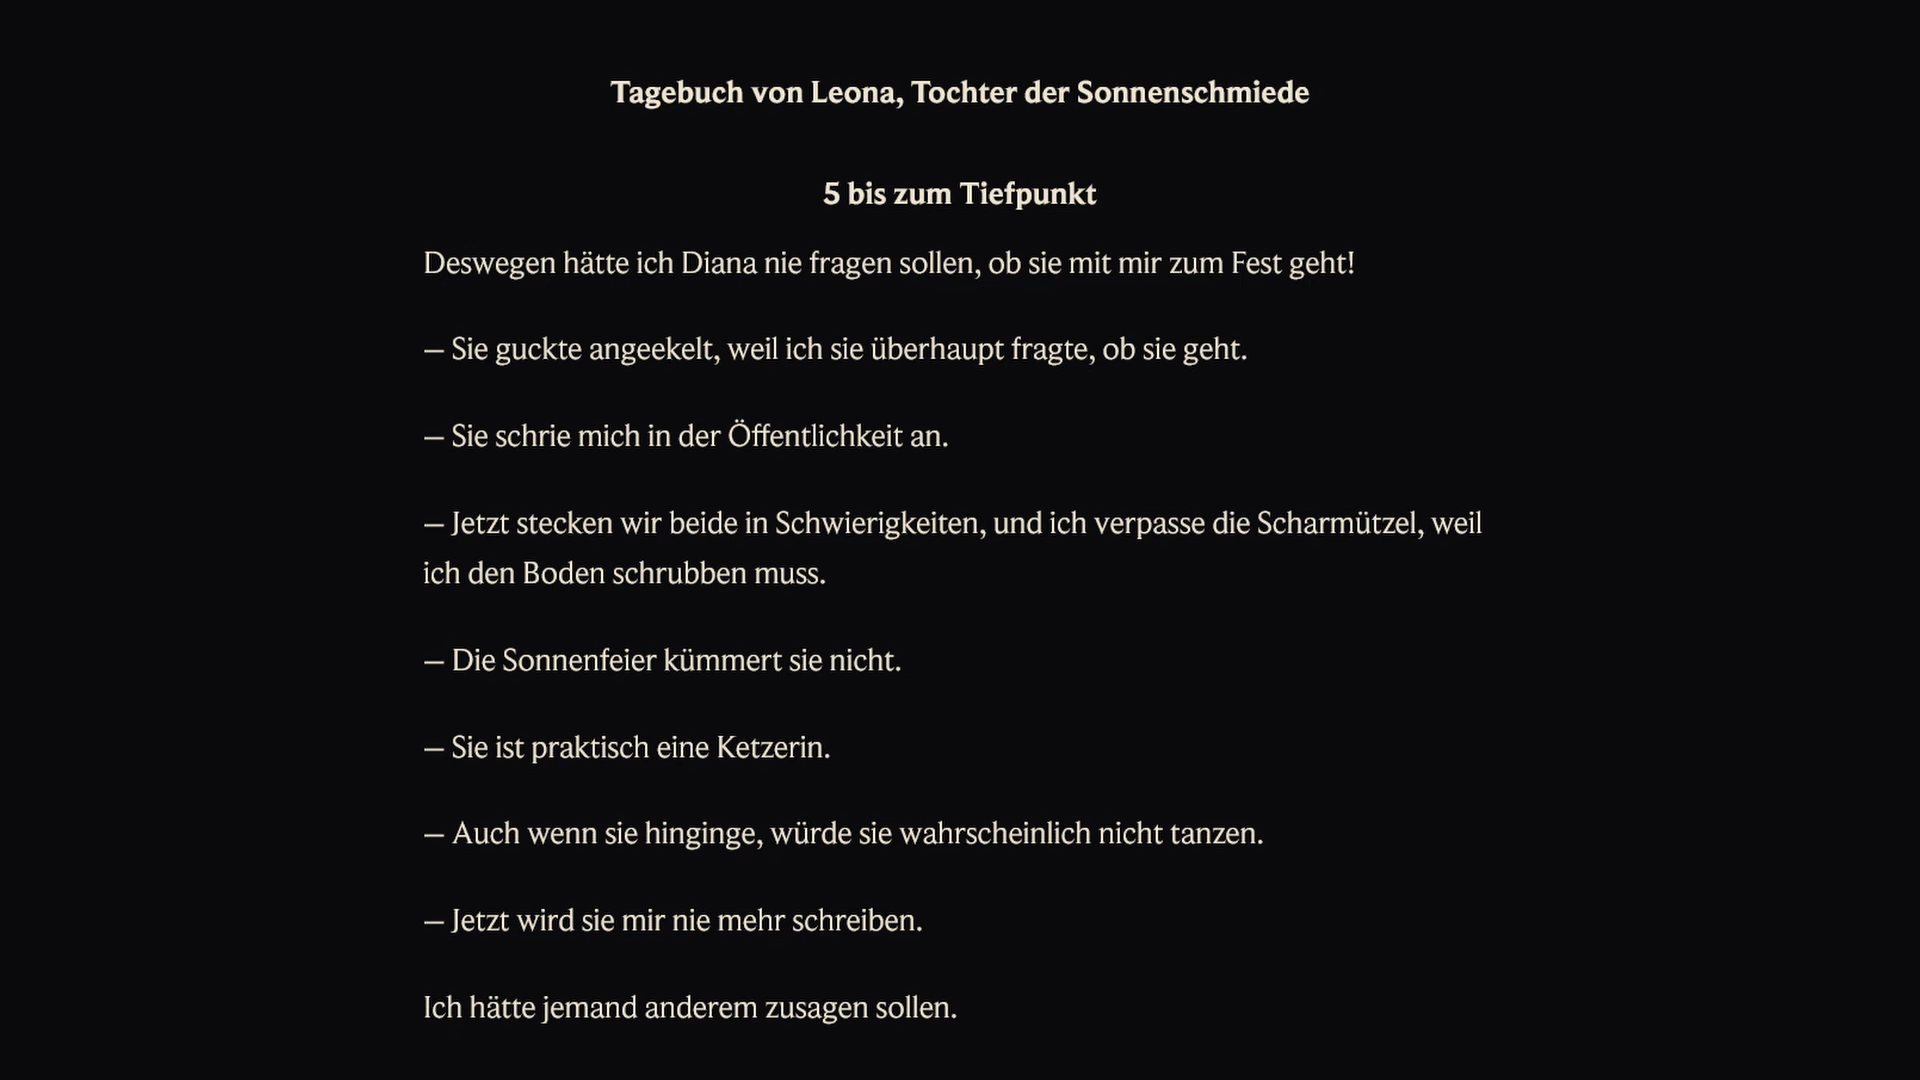 Tagebuch von Leona, Tochter der Sonnenschmiede
5 bis zum Tiefpunkt
Deswegen hätte ich Diana nie fragen sollen, ob sie mit mir zum Fest geht!
– Sie guckte angeekelt, weil ich sie überhaupt fragte, ob sie geht.
– Sie schrie mich in der Öffentlichkeit an.
– Jetzt stecken wir beide in Schwierigkeiten, und ich verpasse die Scharmützel, weil
ich den Boden schrubben muss.
– Die Sonnenfeier kümmert sie nicht.
– Sie ist praktisch eine Ketzerin.
– Auch wenn sie hinginge, würde sie wahrscheinlich nicht tanzen.
– Jetzt wird sie mir nie mehr schreiben.
Ich hätte jemand anderem zusagen sollen.